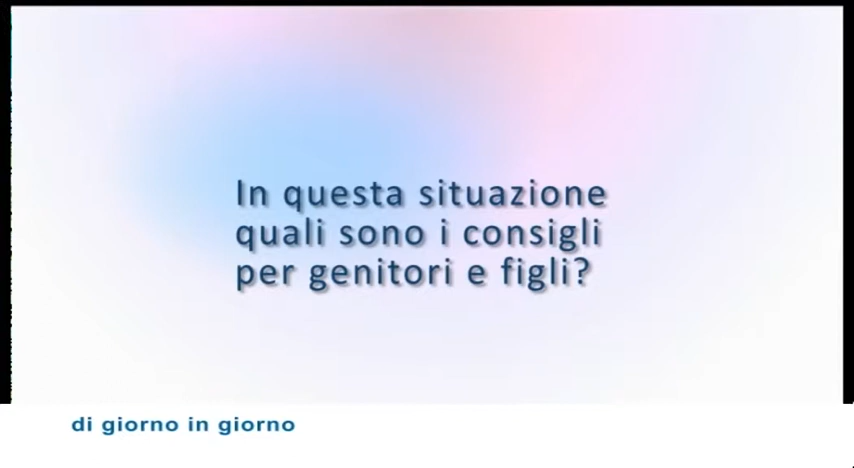 In questa situazione
quali sono i consigli
per genitori e figli?
di giorno in giorno